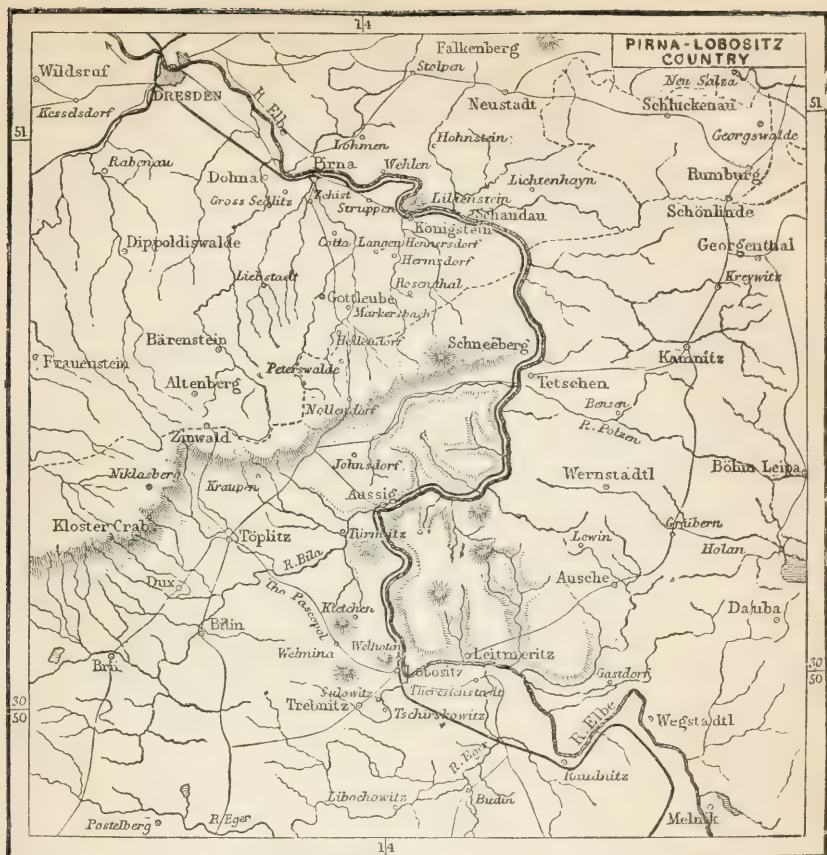 14
PIRNA-LOBOSITZ
COUNTRY
Falkenberg
Stolpen
Neu Salza
Wildsruf
Kesselsdorf
DRESDEN
R. Elbe
Neustadt
Schluckenau
51
51
Georgswalde
Lohmen
Hohnstein
Rabenau
Dohna
Pirna
Wehlen
Rumburg
Lichtenhayn
Gross Sedlitz
Zehist
Struppen
Lilienstein
Schandau
Königstein
Schönlinde
Dippoldiswalde
Cotta
Langen Hennersdorf
Hermsdorf
Georgenthal
Kreywitz
Liebstadt
Rosenthal
Gottleube
Markersbach
Hellendorf
Bärenstein
Schneeberg
Frauenstein
Peterswalde
Kamnitz
Altenberg
Tetschen
Nollendorf
Bensen
R. Polzen
Zinwald
Johnsdorf
Niklasberg
Kraupen
Wernstadtl
Böhm Leipa
Aussig
Kloster Grab
Töplitz
Türmitz
Gräbern
Lewin
Holan
R. Bila
Dux
The Pascopol
Ausche
Kletchen
Dauba
Bilin
Welhotta
Welmina
Leitmeritz
Brü
Lobositz
Gastdorf
Sulowitz
Theresienstadt
30
50
30
50
Trebnitz
Tschirskowitz
R. Elbe
Wegstadtl
R. Eger
Raudnitz
Libochowitz
Budin
Melnik
Postelberg
R. Eger
14